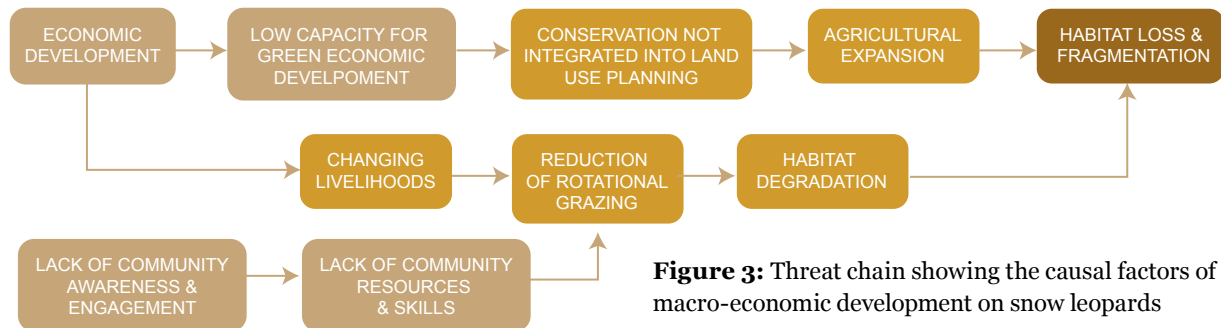 ECONOMIC
DEVELOPMENT
LOW CAPACITY FOR
GREEN ECONOMIC
DEVELPOMENT
CONSERVATION NOT
INTEGRATED INTO LAND
USE PLANNING
AGRICULTURAL
EXPANSION
HABITAT LOSS &
FRAGMENTATION
CHANGING
LIVELIHOODS
REDUCTION
OF ROTATIONAL
GRAZING
HABITAT
DEGRADATION
LACK OF COMMUNITY
AWARENESS &
ENGAGEMENT
LACK OF COMMUNITY
RESOURCES
& SKILLS
Figure 3: Threat chain showing the causal factors of
macro-economic development on snow leopards